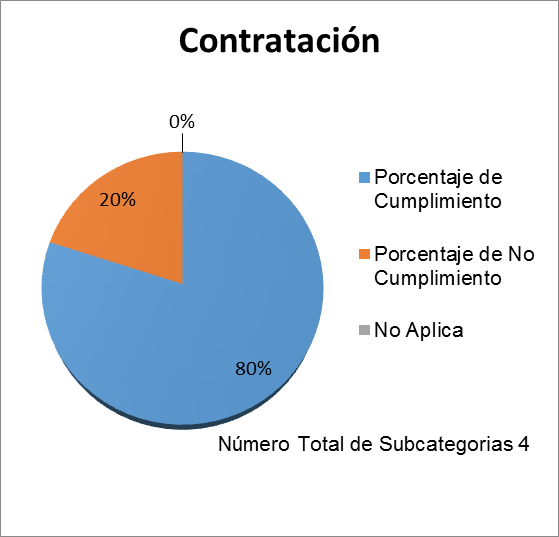 Contratación
0%
20%
80%
Porcentaje de
Cumplimiento
Porcentaje de No
Cumplimiento
No Aplica
Número Total de Subcategorias 4